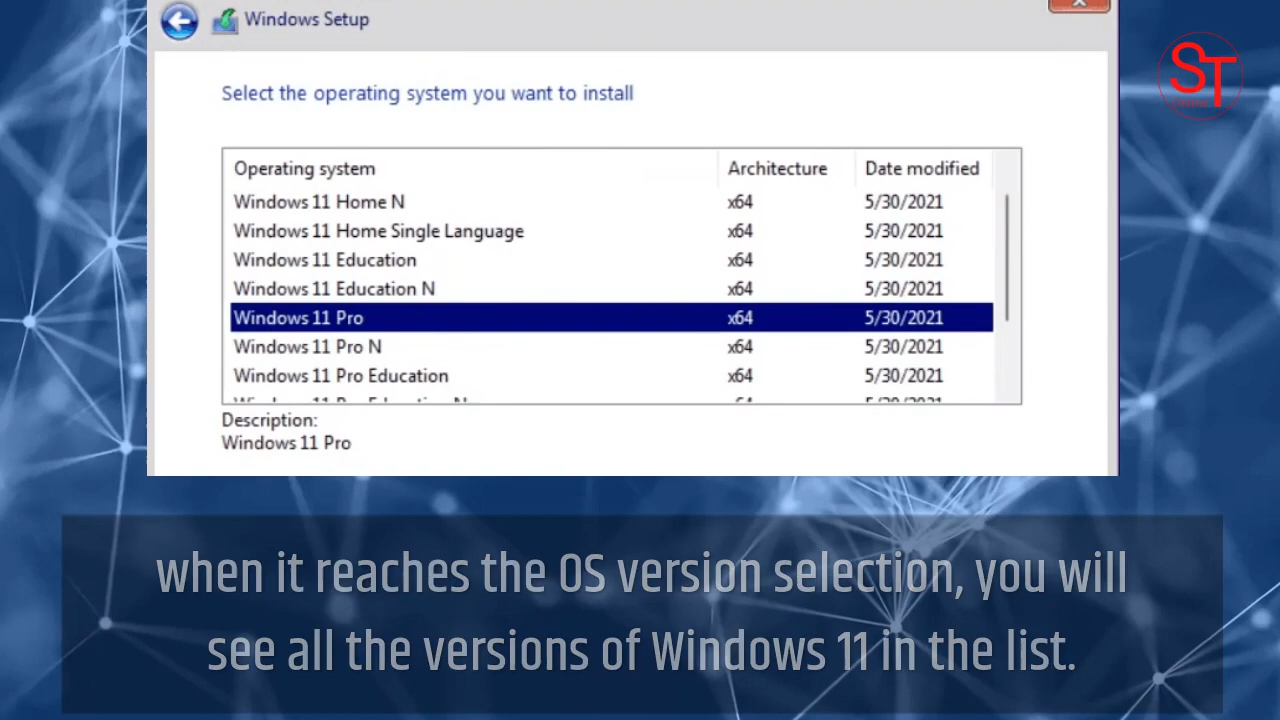 Windows Setup
ST
Select the operating system you want to install
Operating system Architecture Date modified
Windows 11 Home N x64 5/30/2021
Windows 11 Home Single Language x64 5/30/2021
Windows 11 Education x64 5/30/2021
Windows 11 Education N x64 5/30/2021
Windows 11 Pro x64 5/30/2021
Windows 11 Pro N x64 5/30/2021
Windows 11 Pro Education x64 5/30/2021
Description:
Windows 11 Pro
when it reaches the OS version selection, you will
see all the versions of Windows 11 in the list.